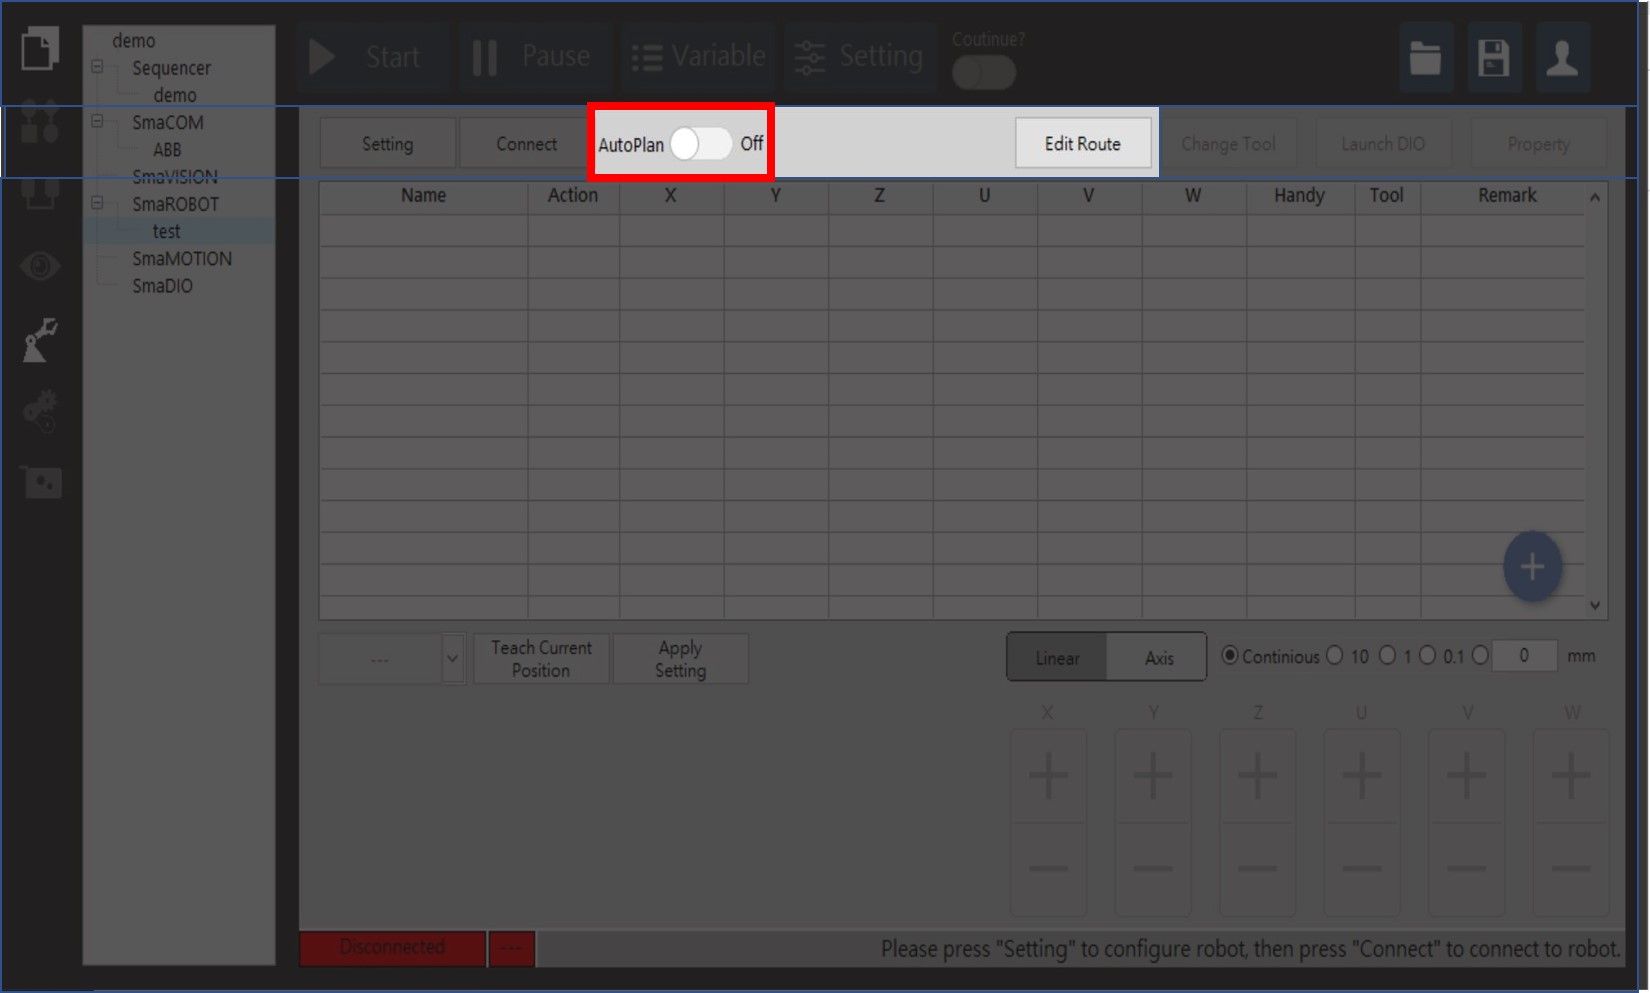 Start
Pause
Variable
Setting
Coutinue?
demo
Sequencer
demo
SmaCOM
ABB
SmaVISION
SmaROBOT
test
SmaMOTION
SmaDIO
Setting
Connect
AutoPlan
Off
Edit Route
Change Tool
Launch DIO
Property
Name Action X Y Z U V W Handy Tool Remark
---
Teach Current
Position
Apply
Setting
Linear
Axis
Continious 10 1 0.1 0 mm
X Y Z U V W
Disconnected
---
Please press "Setting" to configure robot, then press "Connect" to connect to robot.